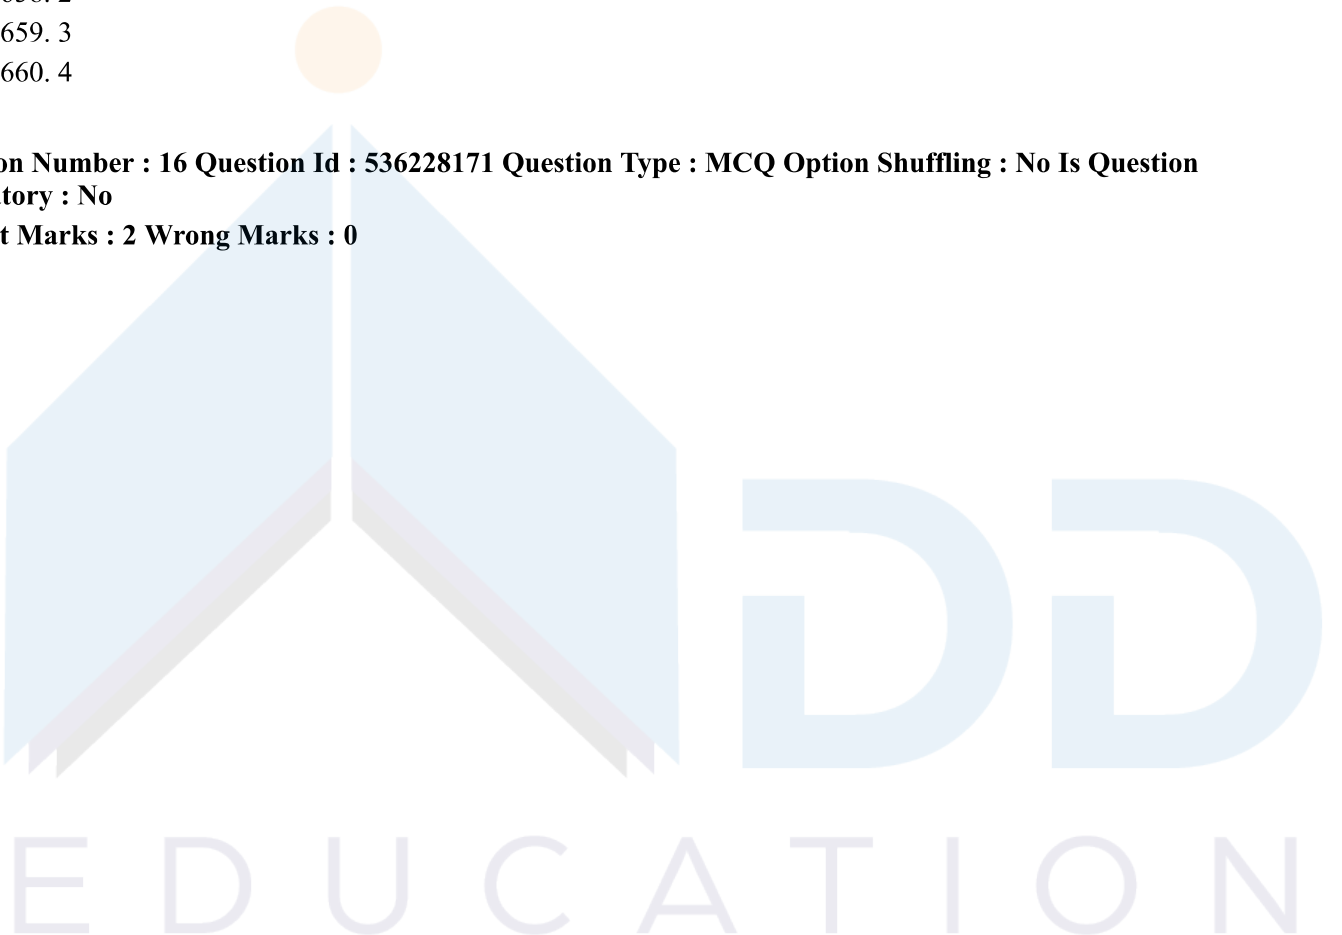 659. 3
660. 4
on Number : 16 Question Id : 536228171 Question Type : MCQ Option Shuffling : No Is Question
tory : No
t Marks : 2 Wrong Marks : 0
DD
EDUCATION